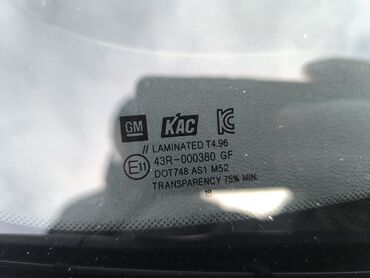 GM KAC
// LAMINATED T4.96
E11 43R-000380 GF
DOT748 AS1 M52
TRANSPARENCY 75% MIN.